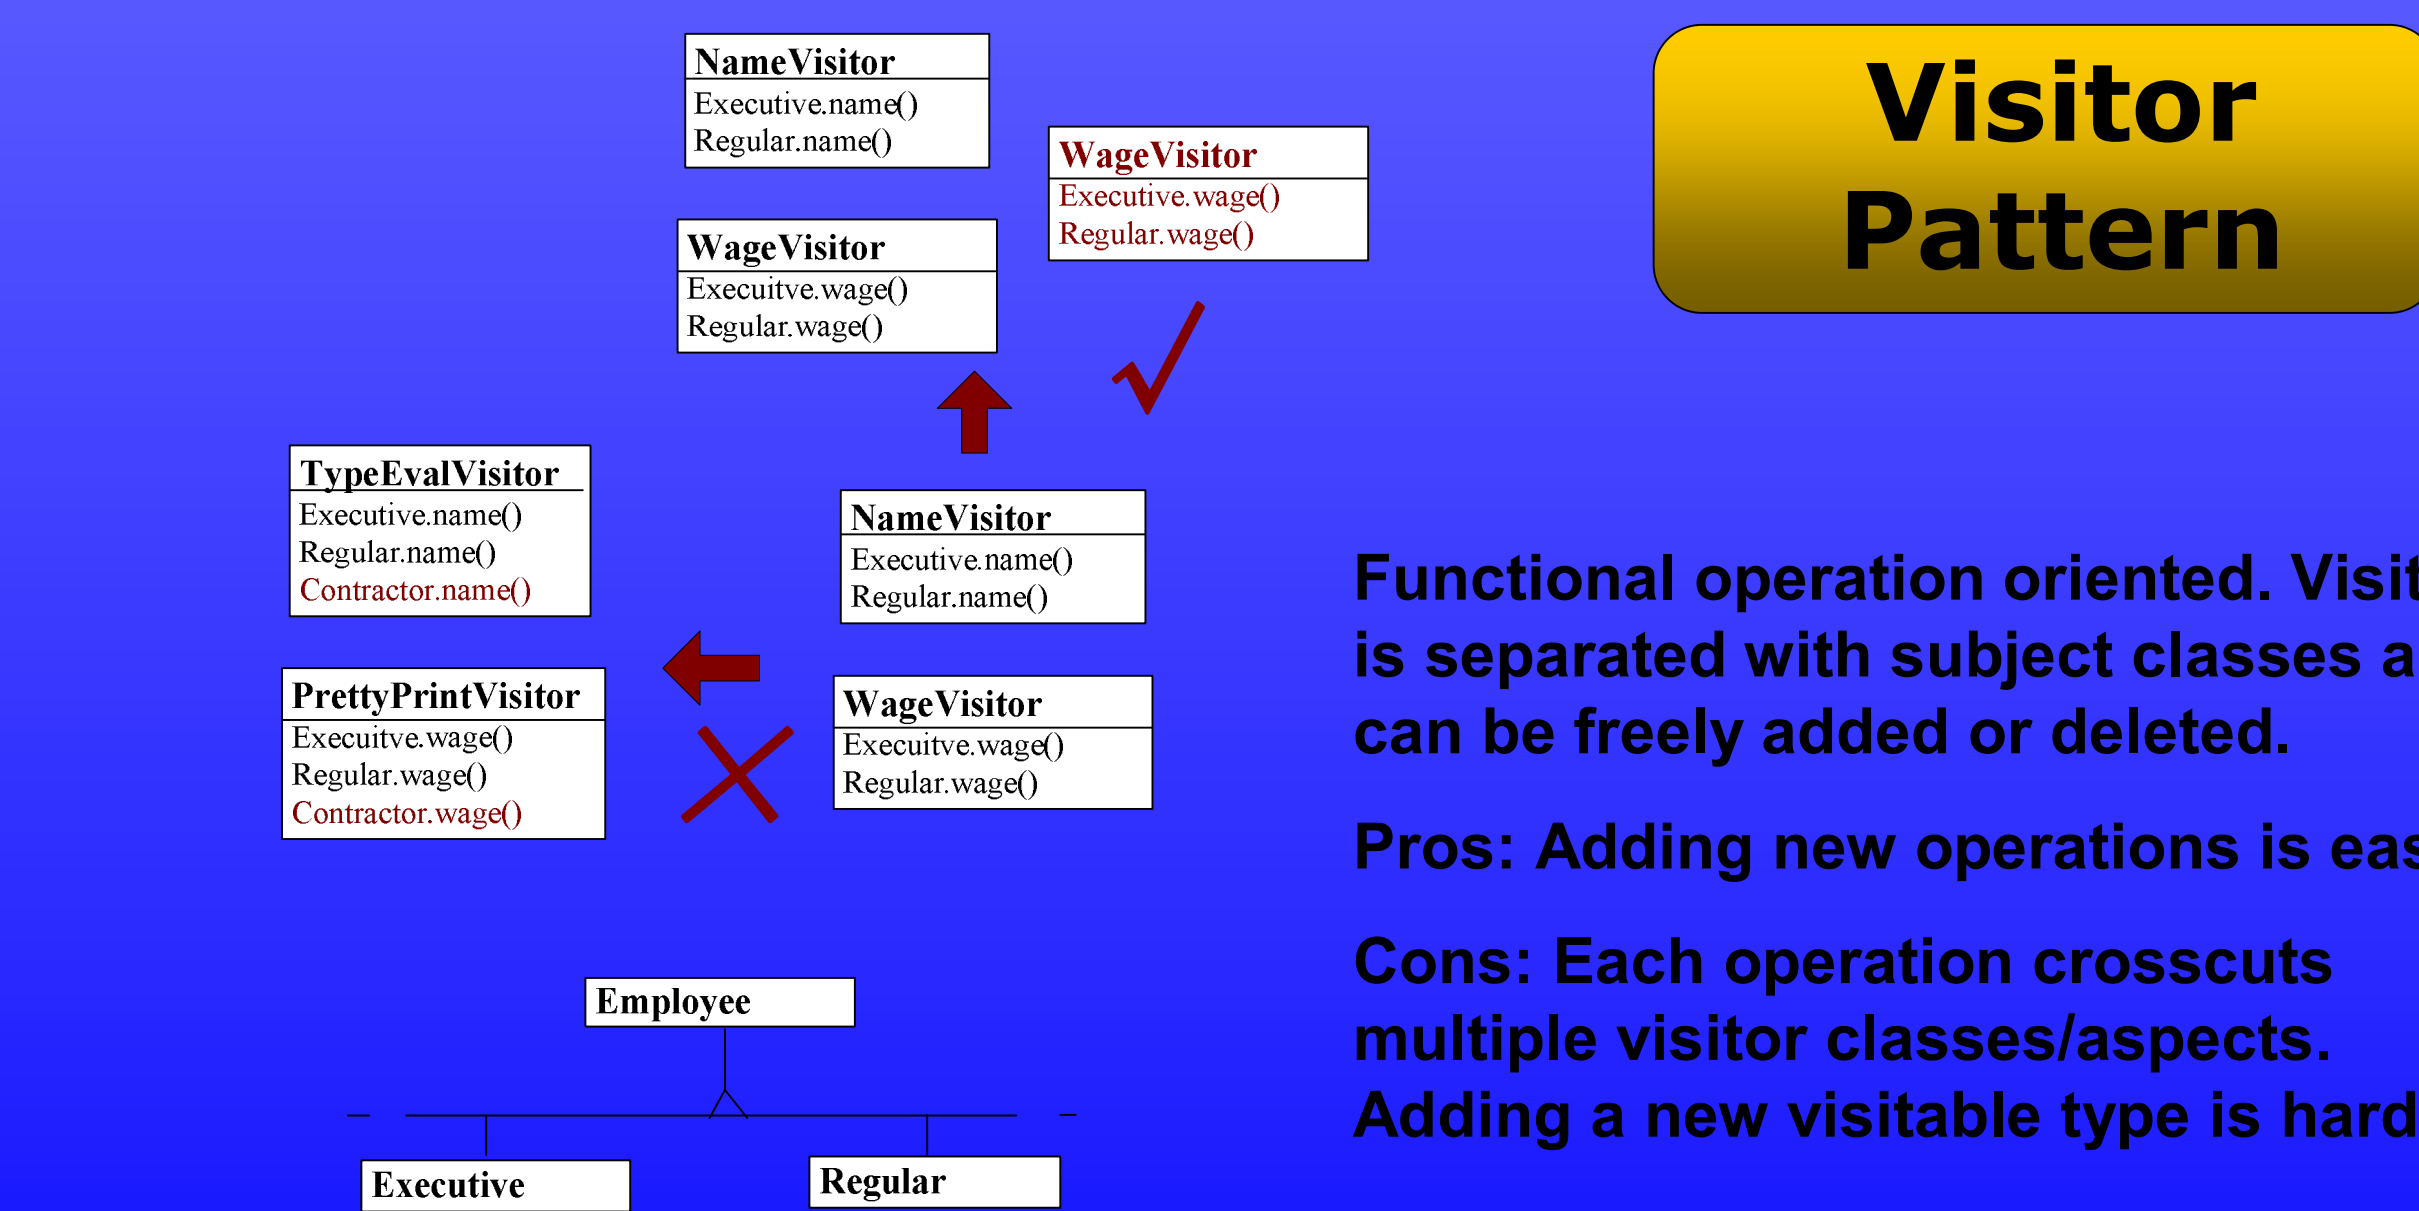 NameVisitor
Executive.name()
Regular.name()
WageVisitor
Executive.wage()
Regular.wage()
WageVisitor
Execuitve.wage()
Regular.wage()
Visitor
Pattern
TypeEvalVisitor
Executive.name()
Regular.name()
Contractor.name()
NameVisitor
Executive.name()
Regular.name()
PrettyPrintVisitor
Execuitve.wage()
Regular.wage()
Contractor.wage()
WageVisitor
Execuitve.wage()
Regular.wage()
Functional operation oriented. Visit
is separated with subject classes a
can be freely added or deleted.
Pros: Adding new operations is eas
Cons: Each operation crosscuts
multiple visitor classes/aspects.
Adding a new visitable type is hard
Employee
Executive
Regular